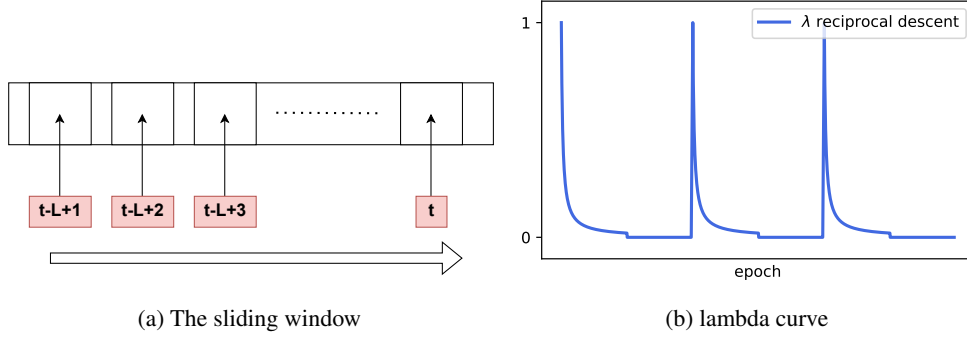 t-L+1
t-L+2
t-L+3
t
(a) The sliding window
1
λ reciprocal descent
0
epoch
(b) lambda curve